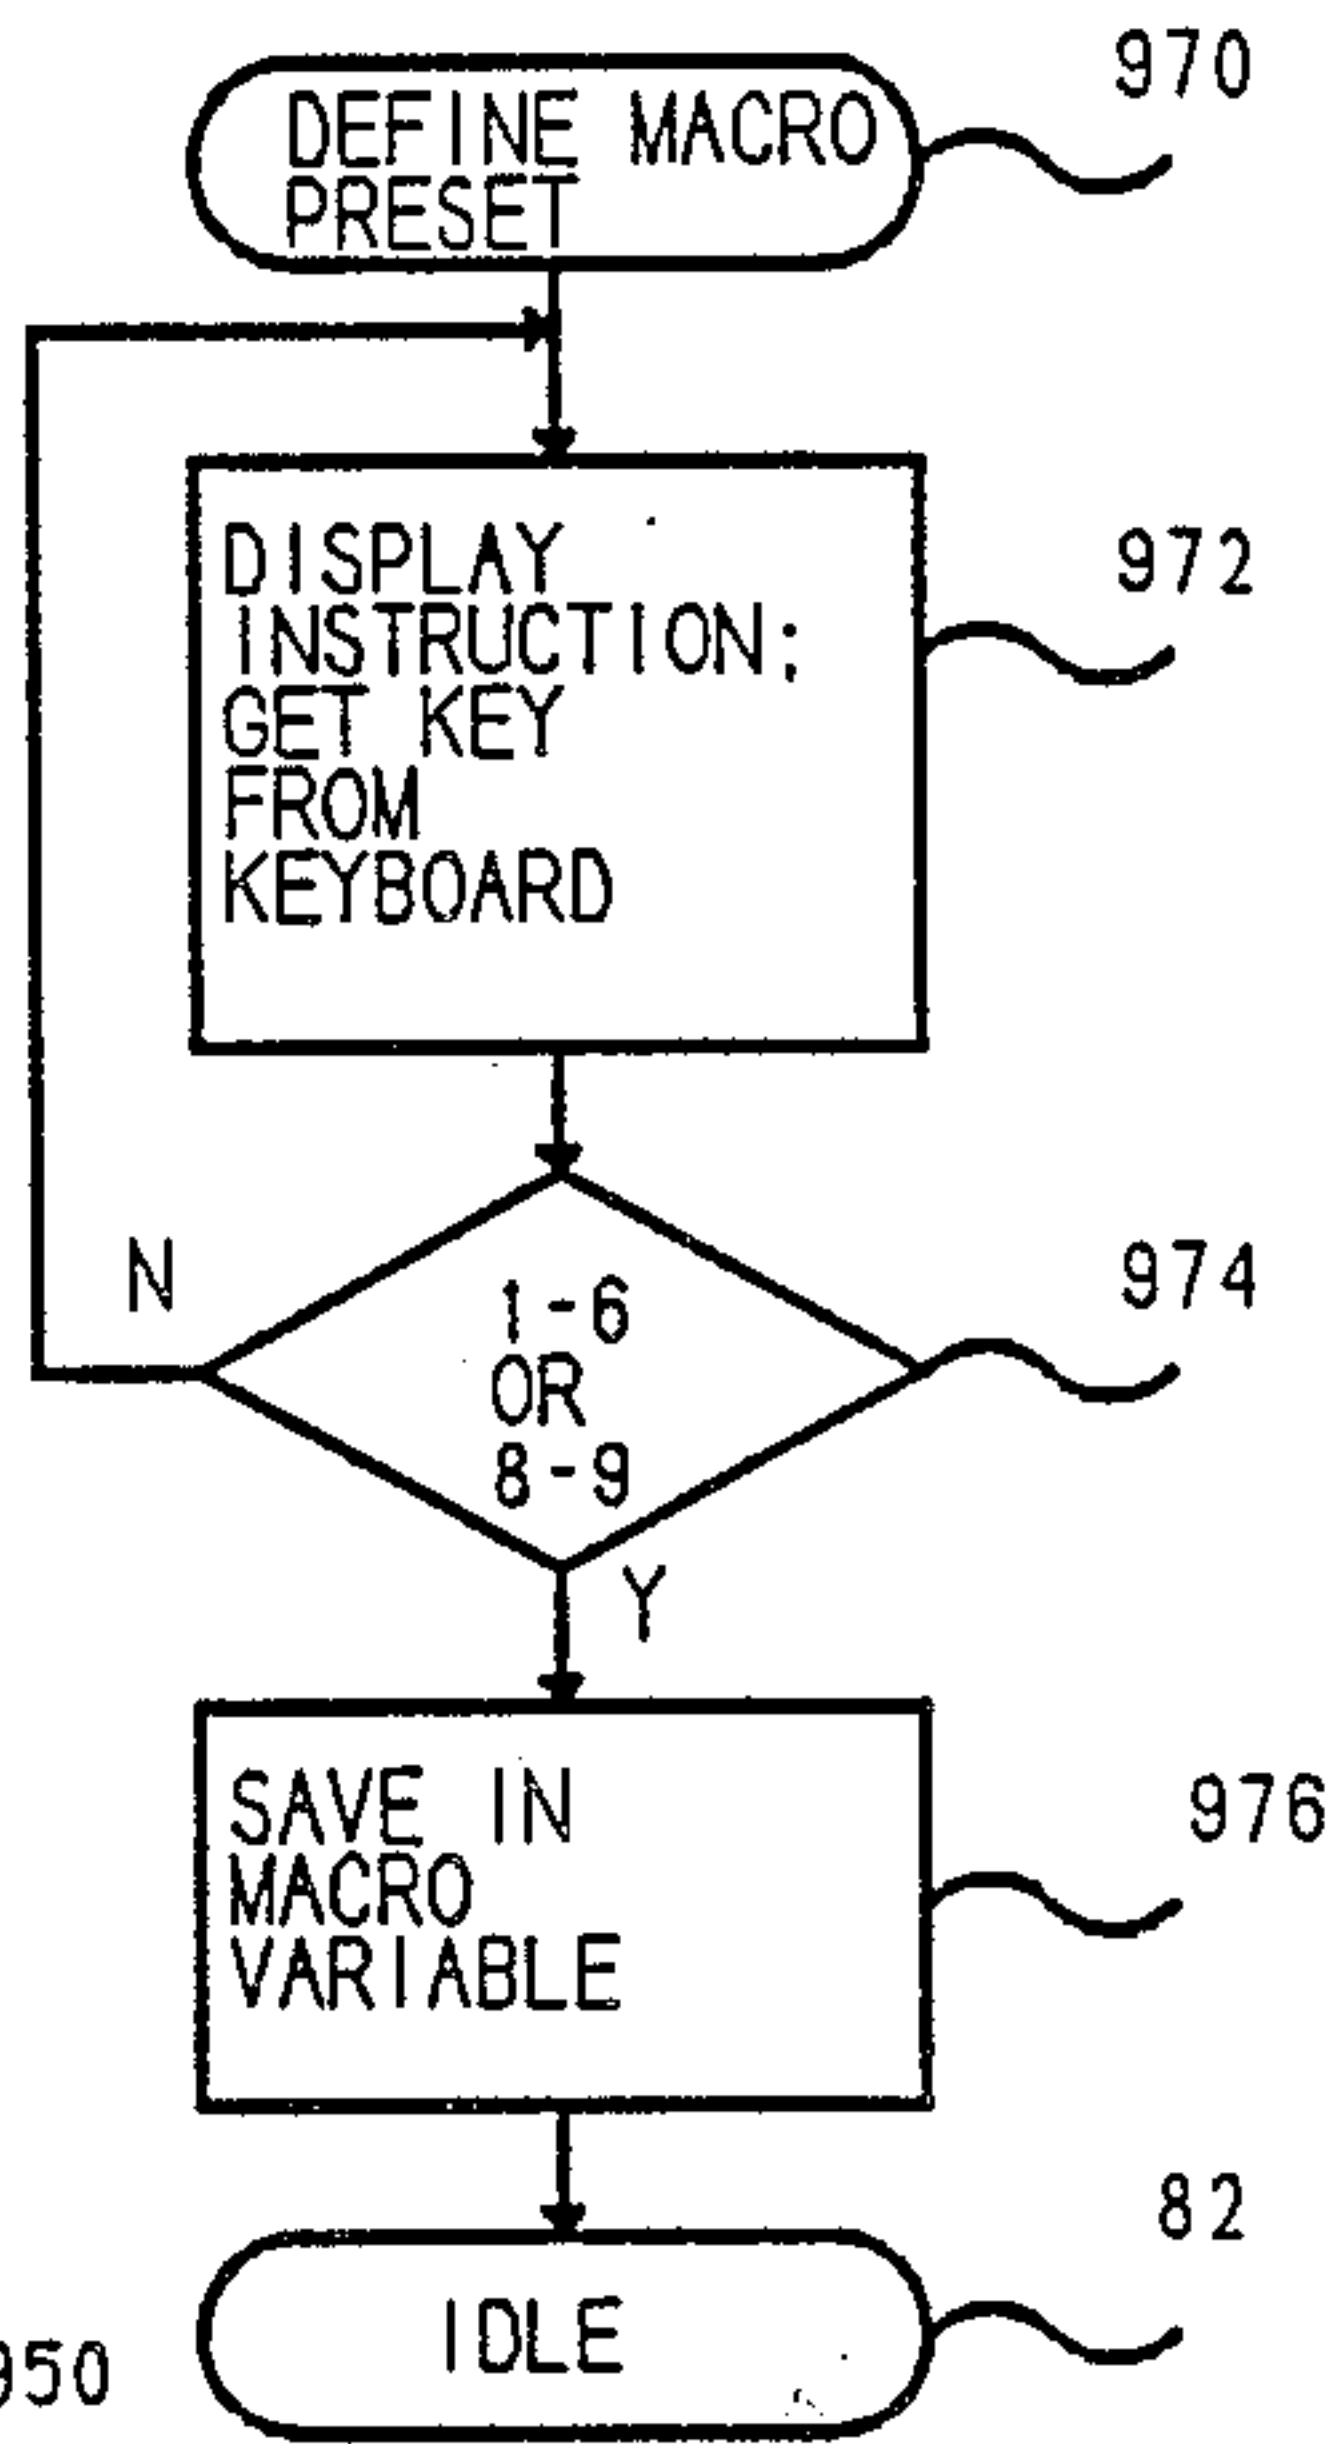 970
DEFINE MACRO
PRESET
DISPLAY
INSTRUCTION;
GET KEY
FROM
KEYBOARD
972
N
1-6
OR
8-9
974
Y
SAVE IN
MACRO
VARIABLE
976
82
IDLE
950